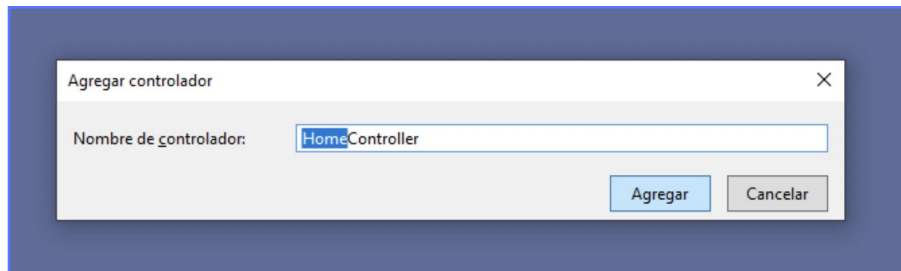 Agregar controlador
Nombre de controlador: HomeController
Agregar Cancelar